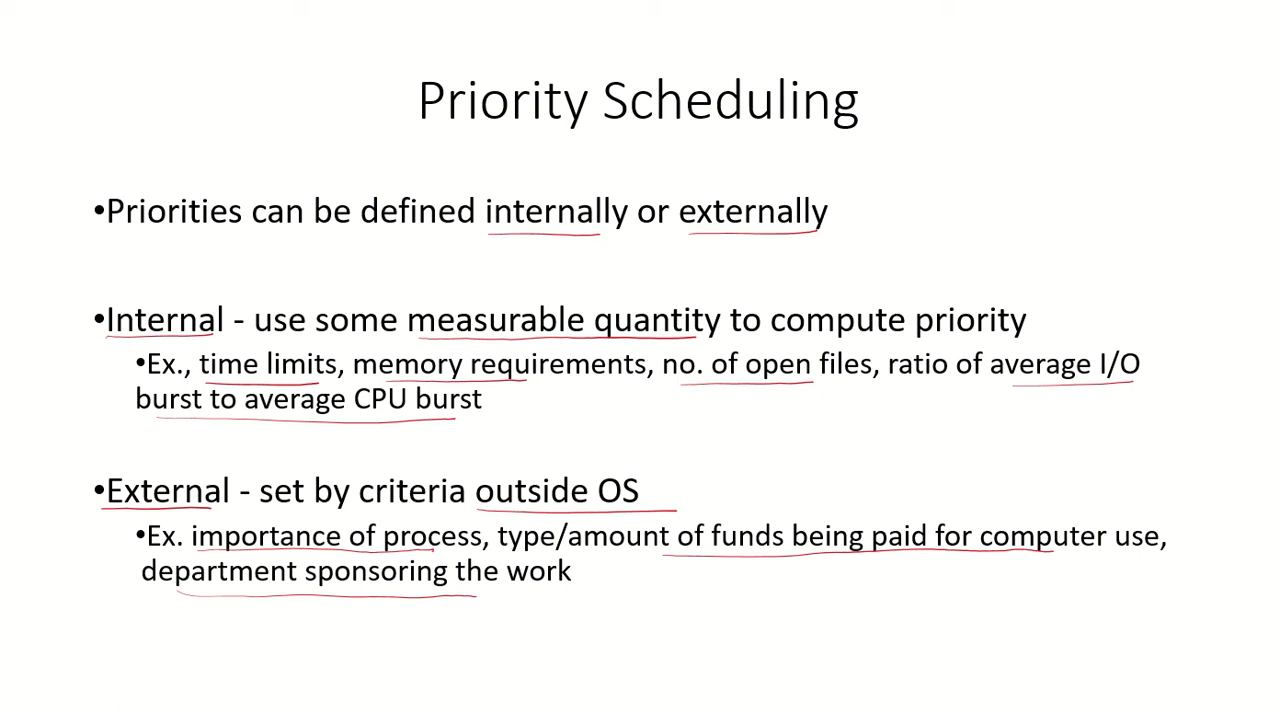 Priority Scheduling
•Priorities can be defined internally or externally
•Internal - use some measurable quantity to compute priority
•Ex., time limits, memory requirements, no. of open files, ratio of average I/O
burst to average CPU burst
•External - set by criteria outside OS
•Ex. importance of process, type/amount of funds being paid for computer use,
department sponsoring the work